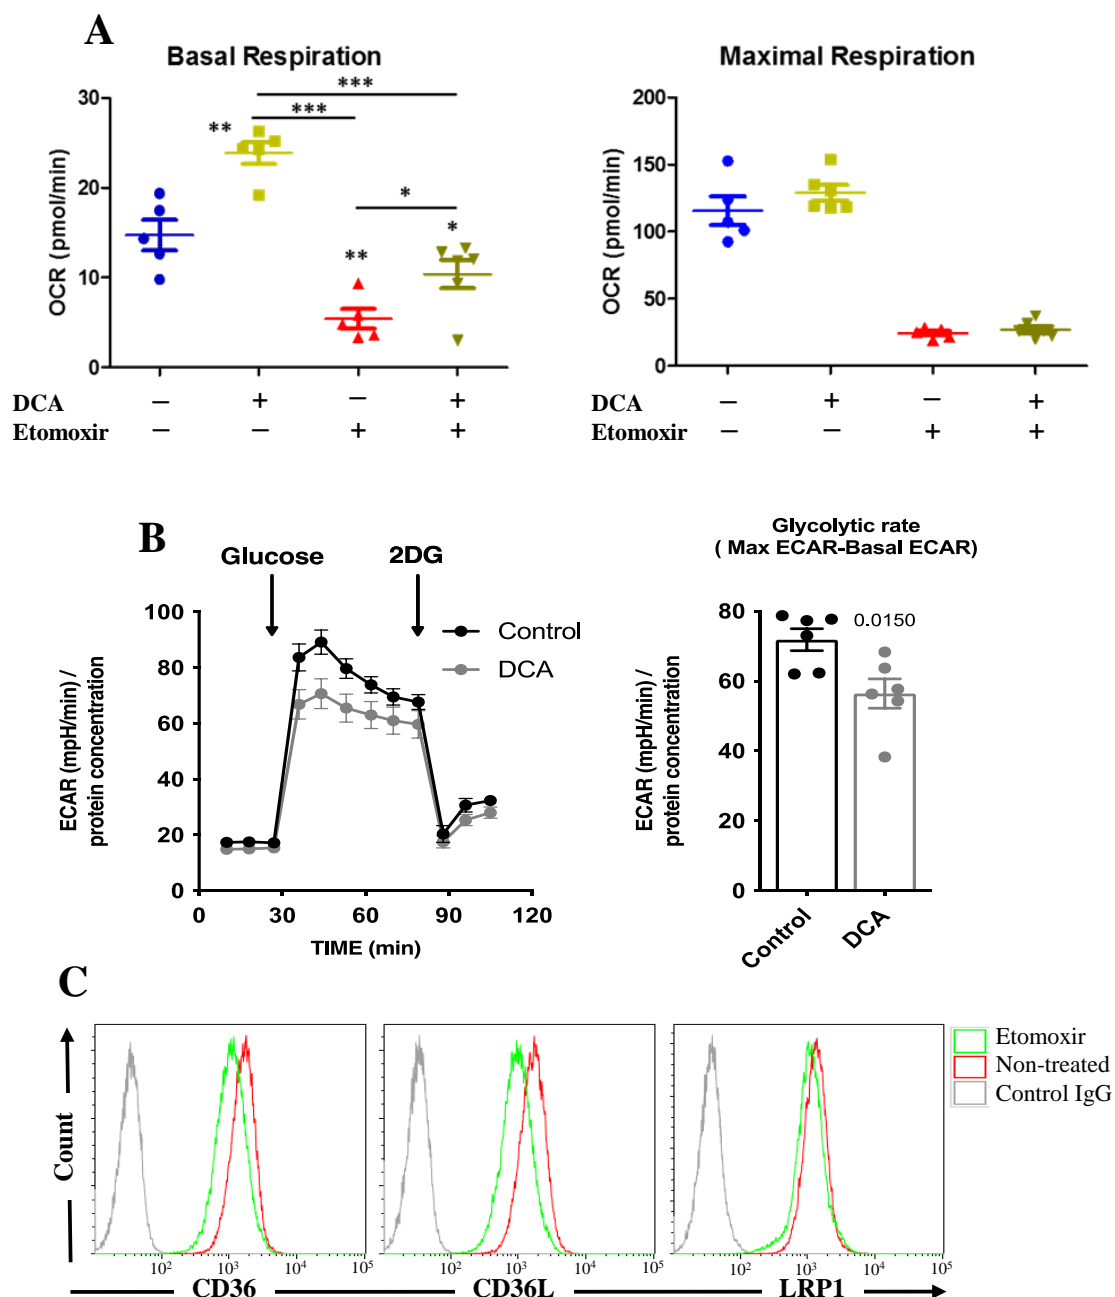 A
Basal Respiration
Maximal Respiration
OCR (pmol/min)
30
20
10
0
**
***
***
**
*
*
OCR (pmol/min)
200
150
100
50
0
DCA − + − +
Etomoxir − − + +
DCA − + − +
Etomoxir − − + +
B
Glucose
2DG
Control
DCA
ECAR (mpH/min) /
protein concentration
100
80
60
40
20
0
0 30 60 90 120
TIME (min)
Glycolytic rate
( Max ECAR-Basal ECAR)
ECAR (mpH/min) /
protein concentration
80
60
40
20
0
0.0150
Control
DCA
C
Count
10² 10³ 10⁴ 10⁵
10² 10³ 10⁴ 10⁵
10² 10³ 10⁴ 10⁵
CD36
CD36L
LRP1
Etomoxir
Non-treated
Control IgG